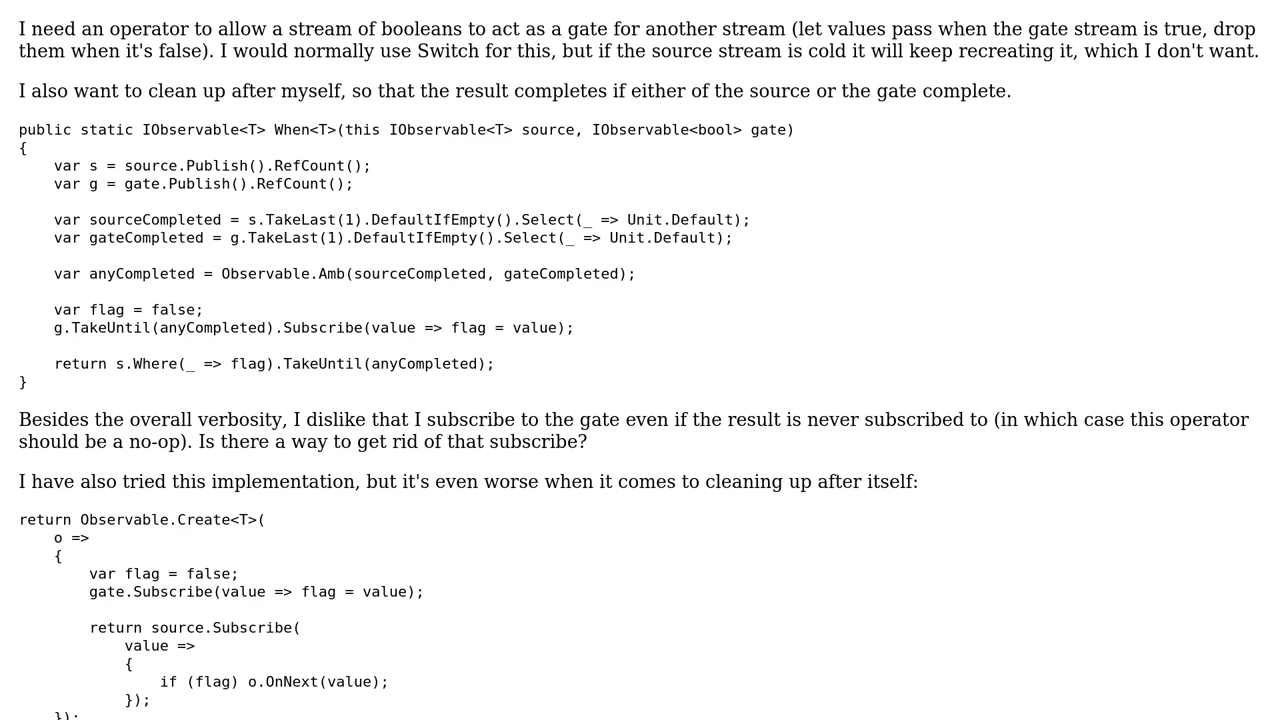 I need an operator to allow a stream of booleans to act as a gate for another stream (let values pass when the gate stream is true, drop
them when it's false). I would normally use Switch for this, but if the source stream is cold it will keep recreating it, which I don't want.
I also want to clean up after myself, so that the result completes if either of the source or the gate complete.
public static IObservable<T> When<T>(this IObservable<T> source, IObservable<bool> gate)
{
    var s = source.Publish().RefCount();
    var g = gate.Publish().RefCount();
    var sourceCompleted = s.TakeLast(1).DefaultIfEmpty().Select(_ => Unit.Default);
    var gateCompleted = g.TakeLast(1).DefaultIfEmpty().Select(_ => Unit.Default);
    var anyCompleted = Observable.Amb(sourceCompleted, gateCompleted);
    var flag = false;
    g.TakeUntil(anyCompleted).Subscribe(value => flag = value);
    return s.Where(_ => flag).TakeUntil(anyCompleted);
}
Besides the overall verbosity, I dislike that I subscribe to the gate even if the result is never subscribed to (in which case this operator
should be a no-op). Is there a way to get rid of that subscribe?
I have also tried this implementation, but it's even worse when it comes to cleaning up after itself:
return Observable.Create<T>(
    o =>
    {
        var flag = false;
        gate.Subscribe(value => flag = value);
        return source.Subscribe(
            value =>
            {
                if (flag) o.OnNext(value);
            });
    });